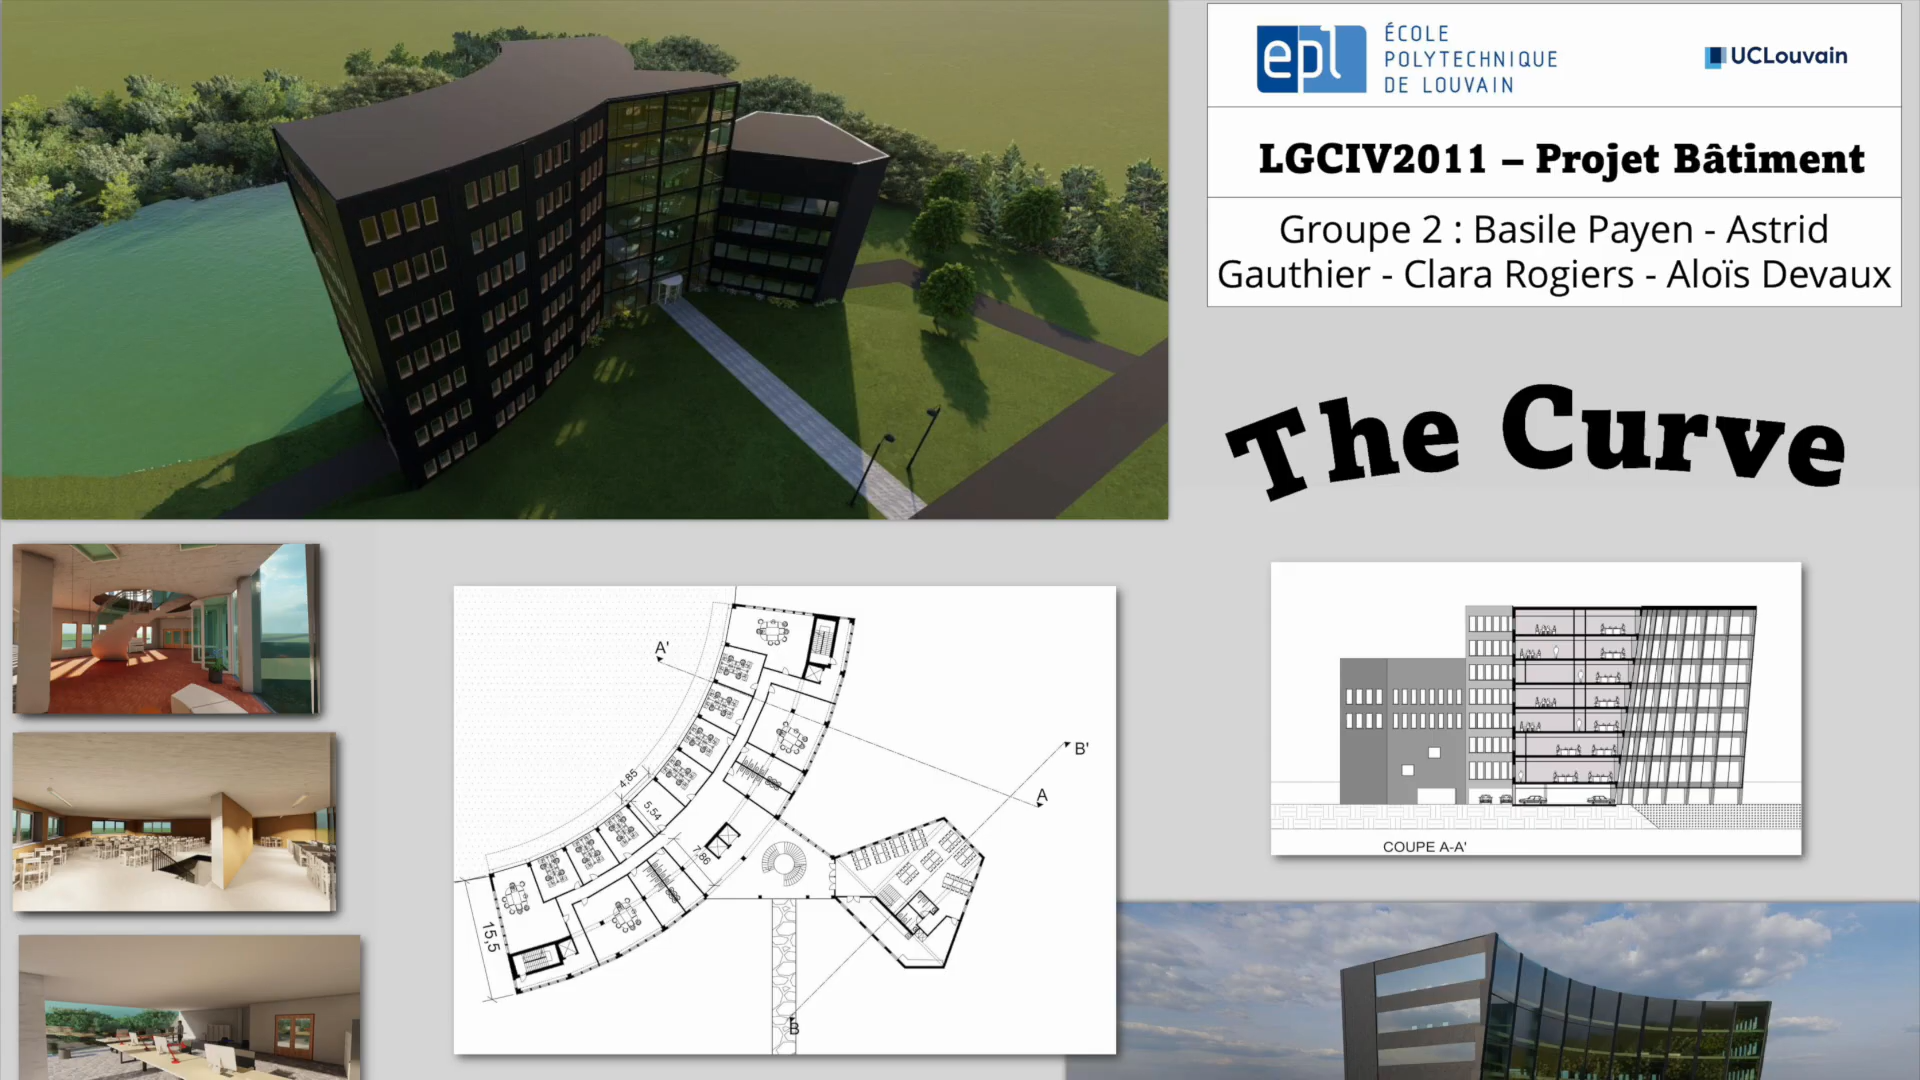 epl
ÉCOLE
POLYTECHNIQUE
DE LOUVAIN
UCLouvain
LGCIV2011 – Projet Bâtiment
Groupe 2 : Basile Payen - Astrid
Gauthier - Clara Rogiers - Aloïs Devaux
The Curve
A'
B'
A
4,85
5,54
7,86
15,5
B
COUPE A-A'